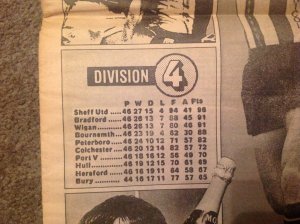 DIVISION 4
P W D L F A Pts
Sheff Utd ..... 46 27 15 4 94 41 96
Bradford ...... 46 26 13 7 88 45 91
Wigan ......... 46 26 13 7 80 46 91
Bournemth .. 46 23 19 4 62 30 88
Peterboro .... 46 24 10 12 71 57 82
Colchester ... 46 20 12 14 82 57 72
Port V ........ 46 18 16 12 56 49 70
Hull ........... 46 19 12 15 70 61 69
Hereford ..... 46 16 19 11 64 58 67
Bury .......... 44 16 17 11 77 57 65